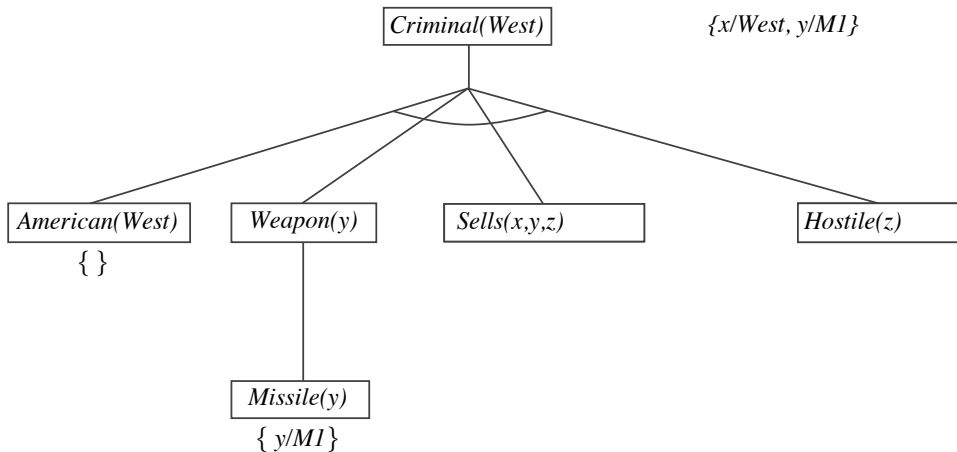 Criminal(West)
{x/West, y/M1}
American(West)
Weapon(y)
Sells(x,y,z)
Hostile(z)
{ }
Missile(y)
{ y/M1}